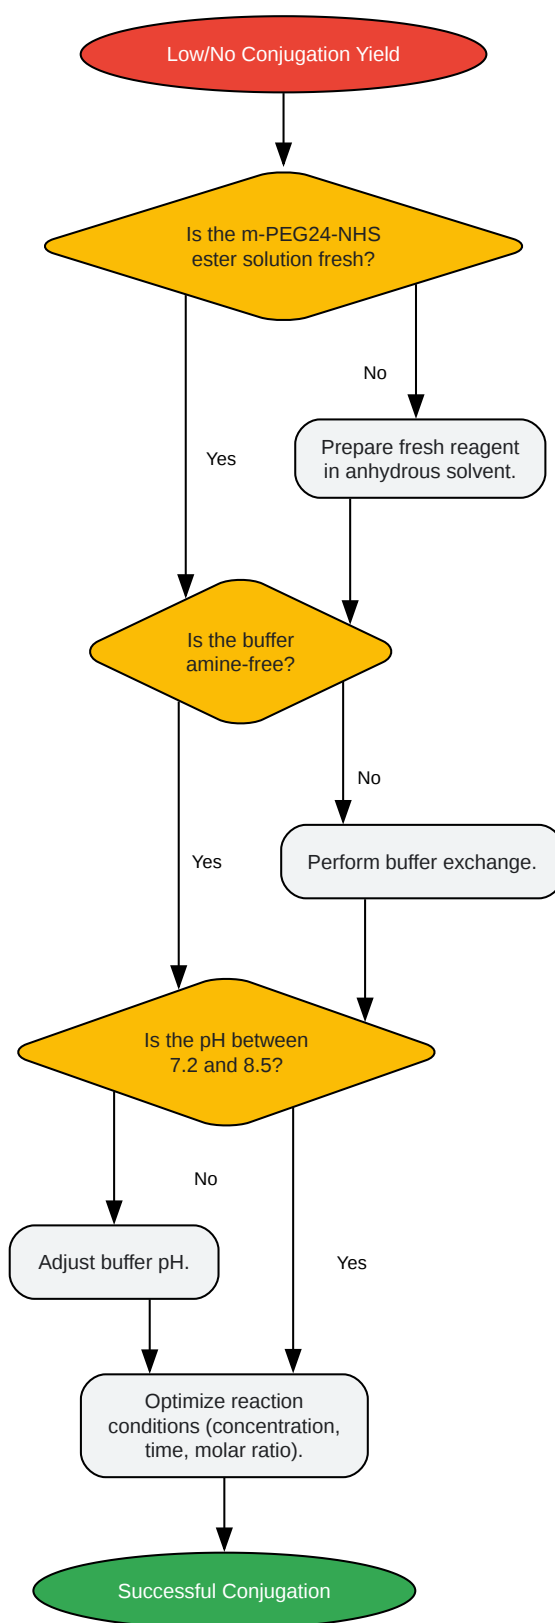 Low/No Conjugation Yield
Is the m-PEG24-NHS
ester solution fresh?
No
Prepare fresh reagent
in anhydrous solvent.
Yes
Is the buffer
amine-free?
No
Perform buffer exchange.
Yes
Is the pH between
7.2 and 8.5?
No
Adjust buffer pH.
Yes
Optimize reaction
conditions (concentration,
time, molar ratio).
Successful Conjugation